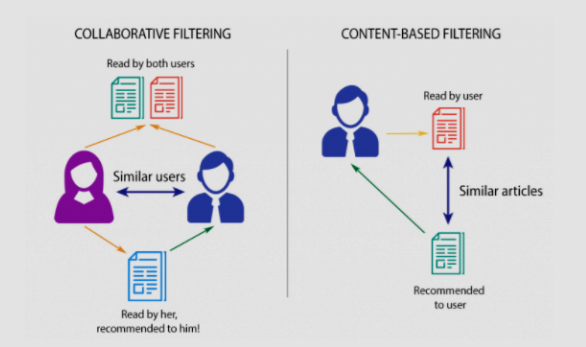 COLLABORATIVE FILTERING
Read by both users
Similar users
Read by her,
recommended to him!
CONTENT-BASED FILTERING
Read by user
Similar articles
Recommended
to user